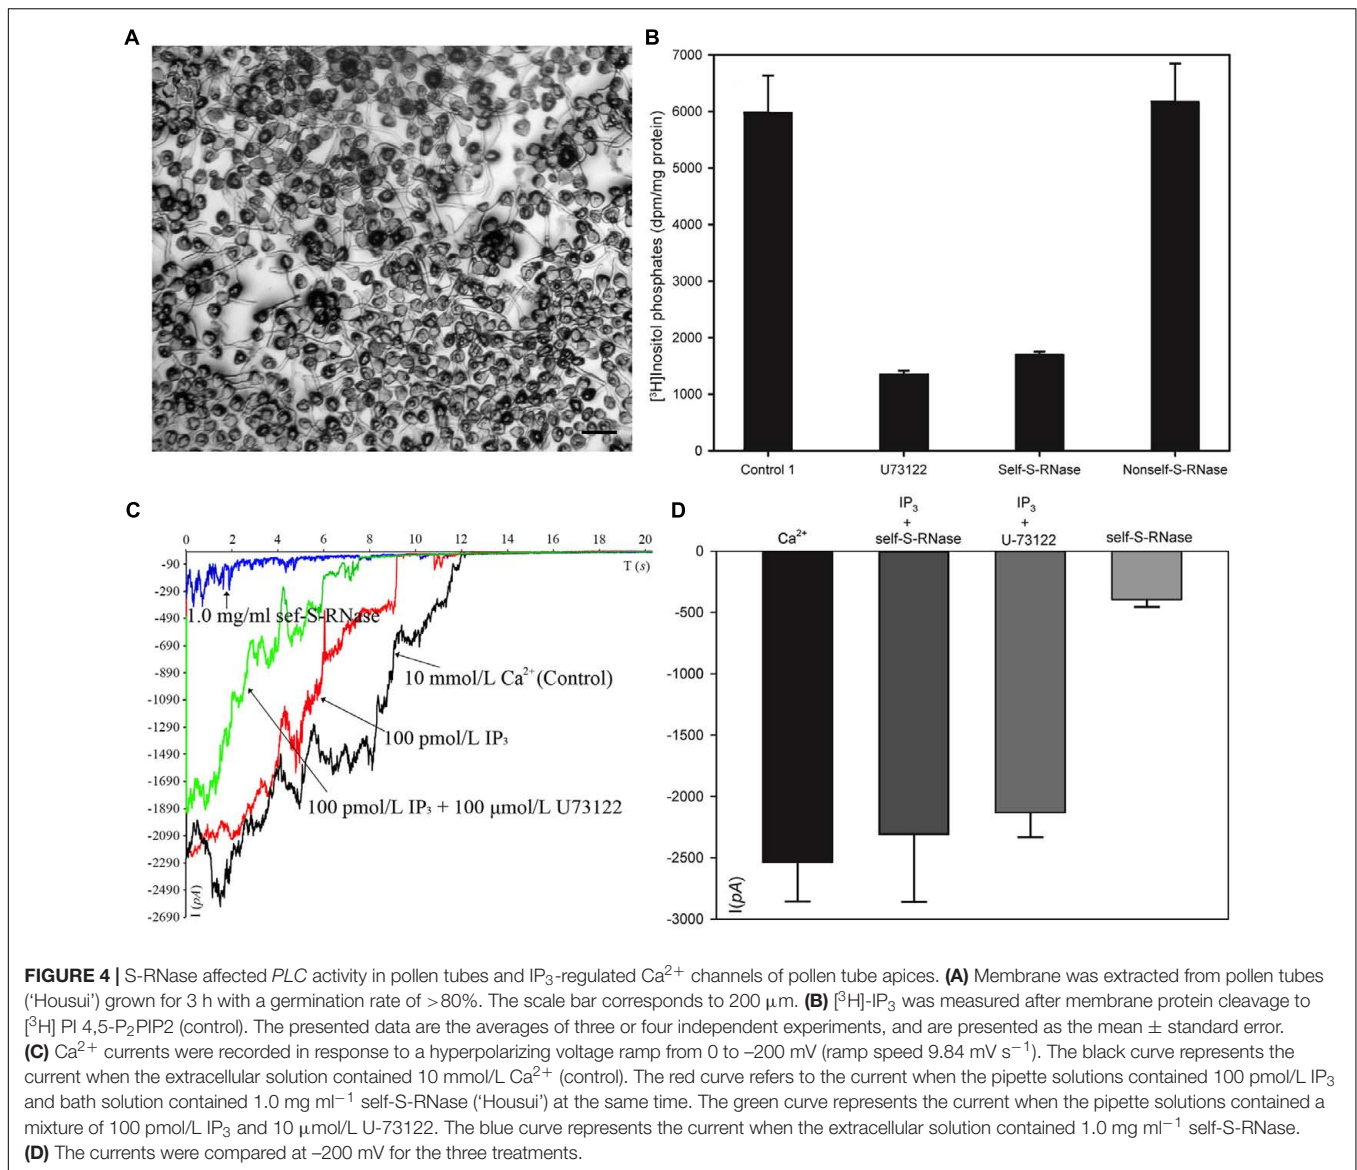 A
B
7000
6000
5000
4000
3000
2000
1000
0
[³H]Inositol phosphates (dpm/mg protein)
Control 1
U73122
Self-S-RNase
Nonself-S-RNase
C
0 2 4 6 8 10 12 14 16 18 20
T (s)
-90
-290
-490
-690
-890
-1090
-1290
-1490
-1690
-1890
-2090
-2290
-2490
-2690
I (pA)
1.0 mg/ml sef-S-RNase
10 mmol/L Ca²⁺(Control)
100 pmol/L IP₃
100 pmol/L IP₃ + 100 μmol/L U73122
D
Ca²⁺
IP₃
+
self-S-RNase
IP₃
+
U-73122
self-S-RNase
0
-500
-1000
-1500
-2000
-2500
-3000
I(pA)
FIGURE 4 | S-RNase affected PLC activity in pollen tubes and IP₃-regulated Ca²⁺ channels of pollen tube apices. (A) Membrane was extracted from pollen tubes
(‘Housui’) grown for 3 h with a germination rate of >80%. The scale bar corresponds to 200 μm. (B) [³H]-IP₃ was measured after membrane protein cleavage to
[³H] PI 4,5-P₂PIP2 (control). The presented data are the averages of three or four independent experiments, and are presented as the mean ± standard error.
(C) Ca²⁺ currents were recorded in response to a hyperpolarizing voltage ramp from 0 to –200 mV (ramp speed 9.84 mV s⁻¹). The black curve represents the
current when the extracellular solution contained 10 mmol/L Ca²⁺ (control). The red curve refers to the current when the pipette solutions contained 100 pmol/L IP₃
and bath solution contained 1.0 mg ml⁻¹ self-S-RNase (‘Housui’) at the same time. The green curve represents the current when the pipette solutions contained a
mixture of 100 pmol/L IP₃ and 10 μmol/L U-73122. The blue curve represents the current when the extracellular solution contained 1.0 mg ml⁻¹ self-S-RNase.
(D) The currents were compared at –200 mV for the three treatments.